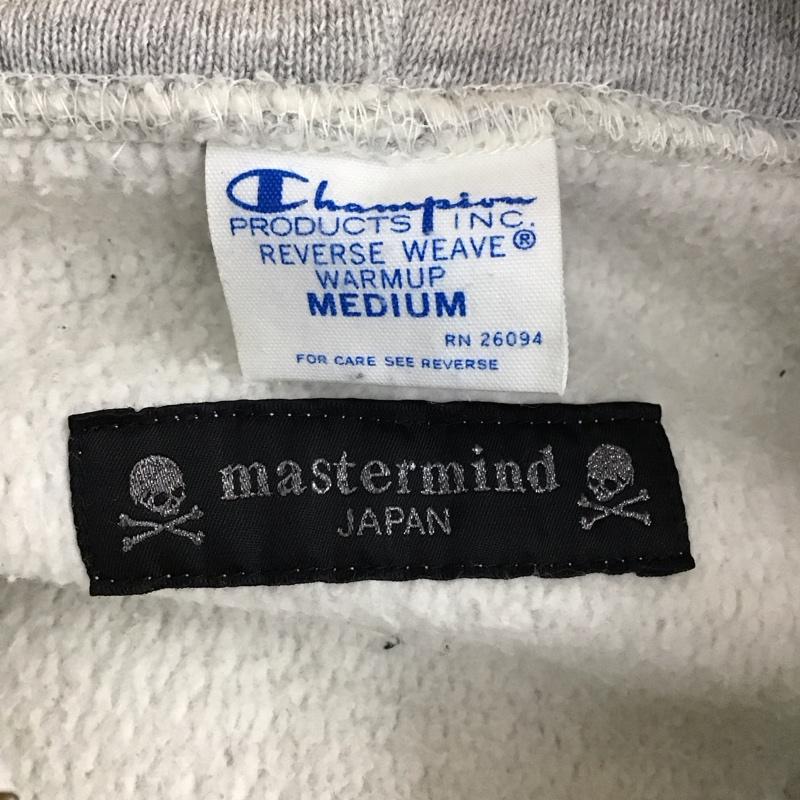 Champion
PRODUCTS INC.
REVERSE WEAVE®
WARMUP
MEDIUM
RN 26094
FOR CARE SEE REVERSE
mastermind
JAPAN